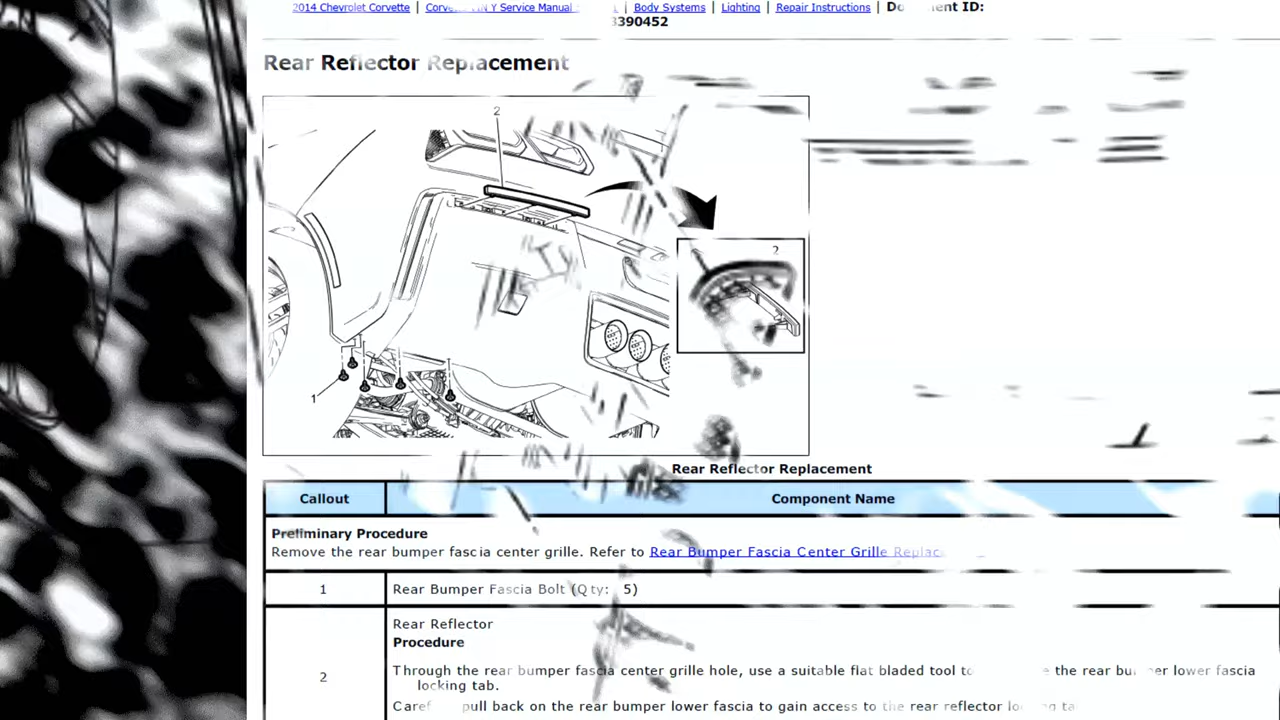 2014 Chevrolet Corvette | Service Manual | Body Systems | Lighting | Repair Instructions | ID:
3390452
Rear Reflector Replacement
2
2
1
Rear Reflector Replacement
Callout Component Name
Preliminary Procedure
Remove the rear bumper fascia center grille. Refer to Rear Bumper Fascia Center Grille
1 Rear Bumper Fascia Bolt (Qty: 5)
Rear Reflector
Procedure
2
Through the rear bumper fascia center grille hole, use a suitable flat bladed tool the rear lower fascia
locking tab.
pull back on the rear bumper lower fascia to gain access to the rear reflector